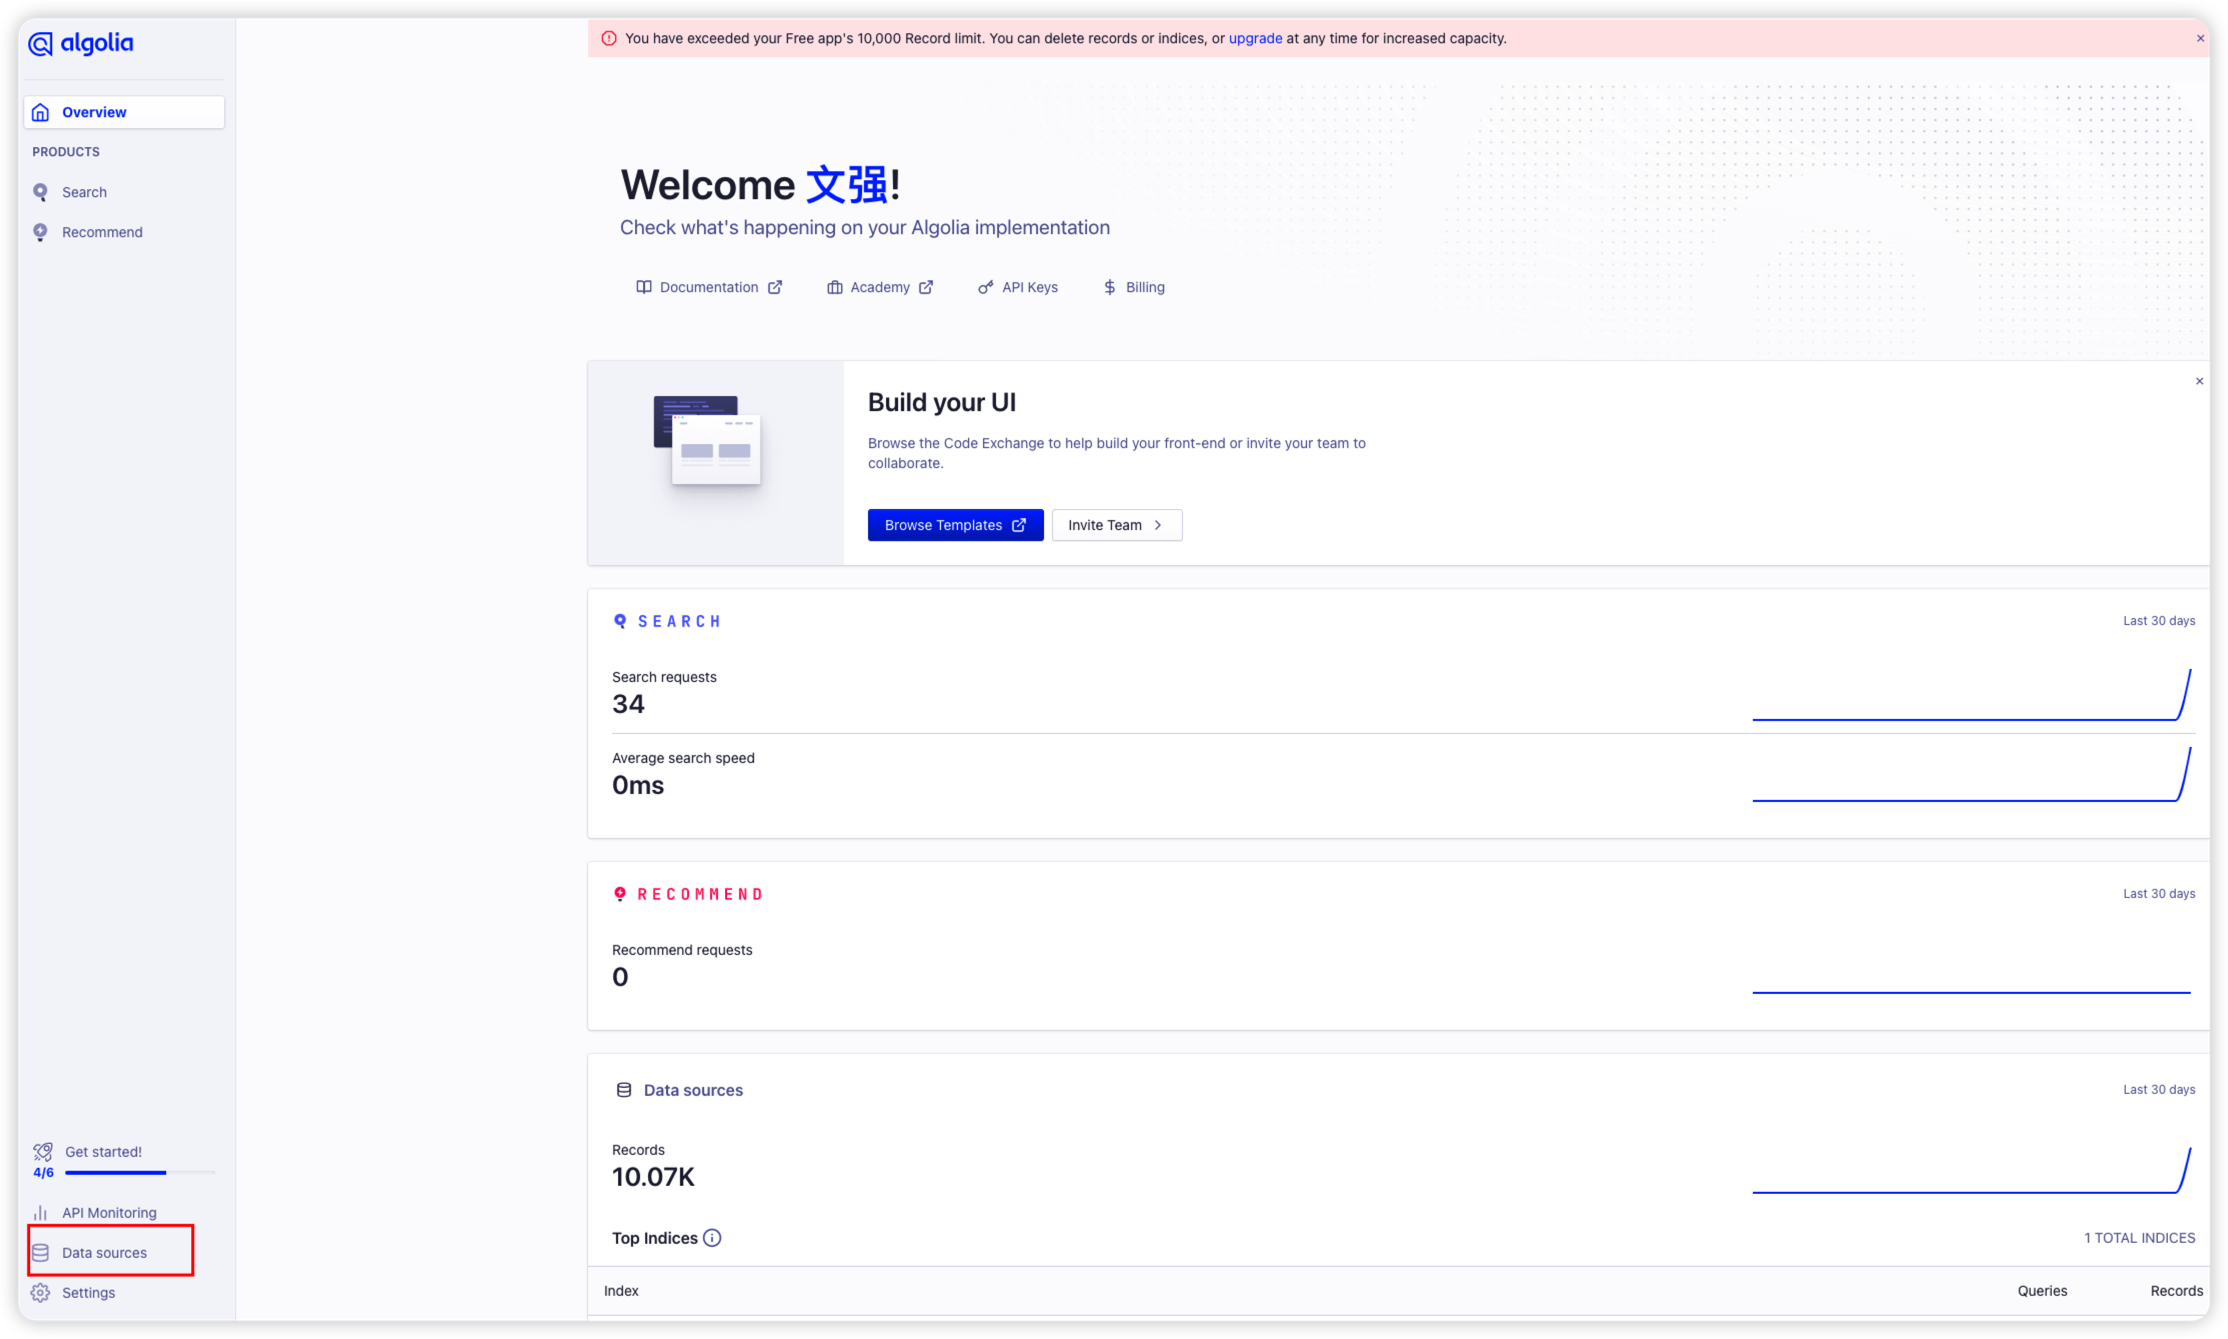 algolia
You have exceeded your Free app's 10,000 Record limit. You can delete records or indices, or upgrade at any time for increased capacity.
Overview
PRODUCTS
Search
Recommend
Welcome 文强!
Check what's happening on your Algolia implementation
Documentation
Academy
API Keys
Billing
Build your UI
Browse the Code Exchange to help build your front-end or invite your team to
collaborate.
Browse Templates
Invite Team
SEARCH
Last 30 days
Search requests
34
Average search speed
0ms
RECOMMEND
Last 30 days
Recommend requests
0
Data sources
Last 30 days
Records
10.07K
Top Indices
1 TOTAL INDICES
Index
Queries
Records
Get started!
4/6
API Monitoring
Data sources
Settings